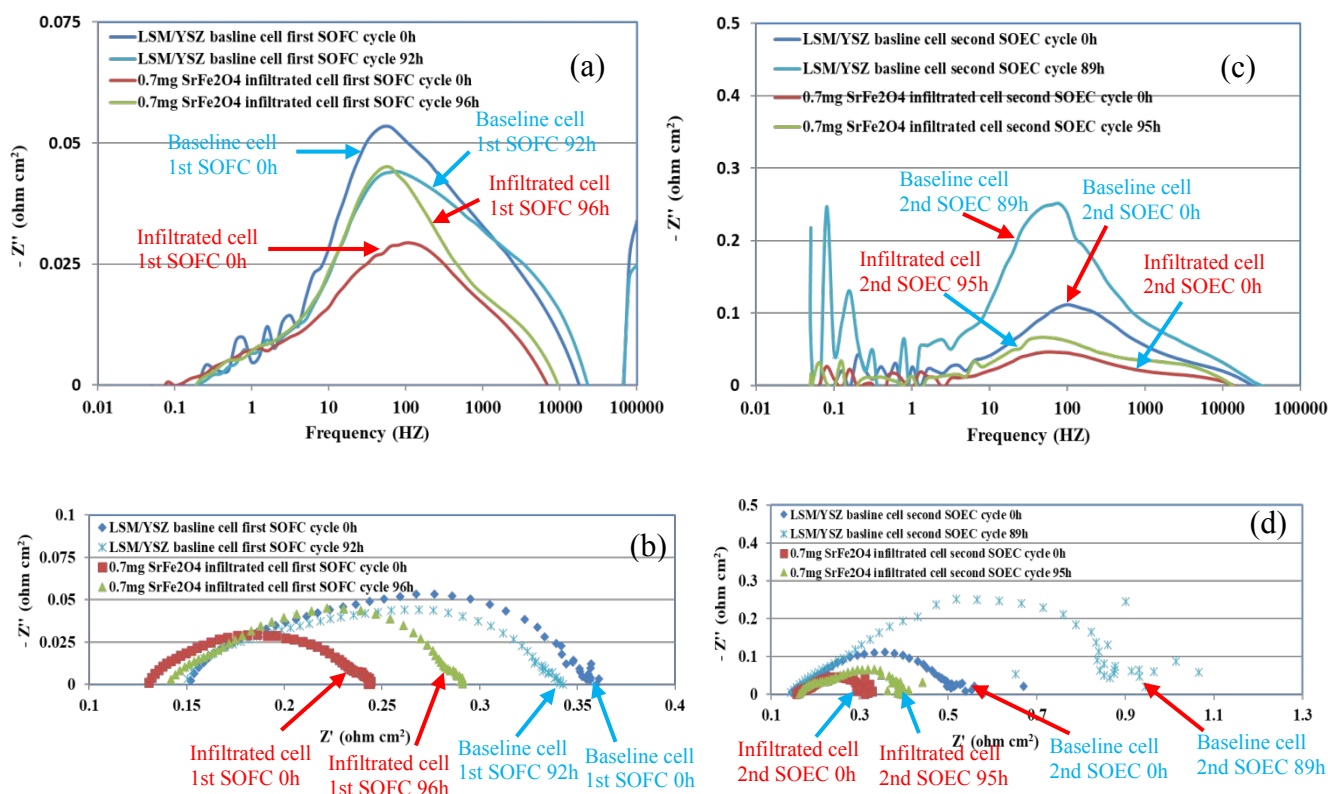 0.075
0.05
0.025
0
- Z'' (ohm cm²)
LSM/YSZ basline cell first SOFC cycle 0h
LSM/YSZ basline cell first SOFC cycle 92h
0.7mg SrFe2O4 infiltrated cell first SOFC cycle 0h
0.7mg SrFe2O4 infiltrated cell first SOFC cycle 96h
(a)
Baseline cell
1st SOFC 0h
Baseline cell
1st SOFC 92h
Infiltrated cell
1st SOFC 96h
Infiltrated cell
1st SOFC 0h
0.01 0.1 1 10 100 1000 10000 100000
Frequency (HZ)
0.5
0.4
0.3
0.2
0.1
0
- Z'' (ohm cm²)
LSM/YSZ basline cell second SOEC cycle 0h
LSM/YSZ basline cell second SOEC cycle 89h
0.7mg SrFe2O4 infiltrated cell second SOEC cycle 0h
0.7mg SrFe2O4 infiltrated cell second SOEC cycle 95h
(c)
Baseline cell
2nd SOEC 89h
Baseline cell
2nd SOEC 0h
Infiltrated cell
2nd SOEC 95h
Infiltrated cell
2nd SOEC 0h
0.01 0.1 1 10 100 1000 10000 100000
Frequency (HZ)
0.1
0.075
0.05
0.025
0
- Z'' (ohm cm²)
LSM/YSZ basline cell first SOFC cycle 0h
LSM/YSZ basline cell first SOFC cycle 92h
0.7mg SrFe2O4 infiltrated cell first SOFC cycle 0h
0.7mg SrFe2O4 infiltrated cell first SOFC cycle 96h
(b)
0.1 0.15 0.2 0.25 0.3 0.35 0.4
Z' (ohm cm²)
Infiltrated cell
1st SOFC 0h
Infiltrated cell
1st SOFC 96h
Baseline cell
1st SOFC 92h
Baseline cell
1st SOFC 0h
0.5
0.4
0.3
0.2
0.1
0
- Z'' (ohm cm²)
LSM/YSZ basline cell second SOEC cycle 0h
LSM/YSZ basline cell second SOEC cycle 89h
0.7mg SrFe2O4 infiltrated cell second SOEC cycle 0h
0.7mg SrFe2O4 infiltrated cell second SOEC cycle 95h
(d)
0.1 0.3 0.5 0.7 0.9 1.1 1.3
Z' (ohm cm²)
Infiltrated cell
2nd SOEC 0h
Infiltrated cell
2nd SOEC 95h
Baseline cell
2nd SOEC 0h
Baseline cell
2nd SOEC 89h